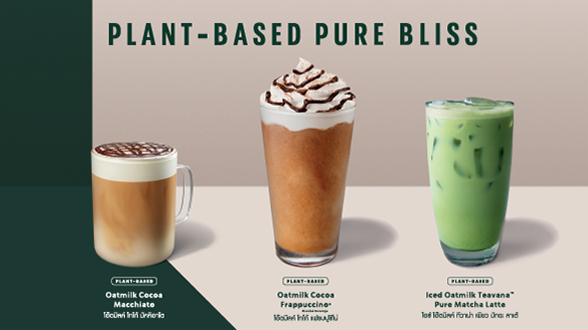 PLANT-BASED PURE BLISS
PLANT-BASED
Oatmilk Cocoa
Macchiato
โอ๊ตมิลค์ โกโก้ มัคคิอาโต
PLANT-BASED
Oatmilk Cocoa
Frappuccino®
Blended Beverage
โอ๊ตมิลค์ โกโก้ แฟรบปูชิโน่
PLANT-BASED
Iced Oatmilk Teavana™
Pure Matcha Latte
ไอซ์ โอ๊ตมิลค์ ทีวาน่า เพียว มัทฉะ ลาเต้